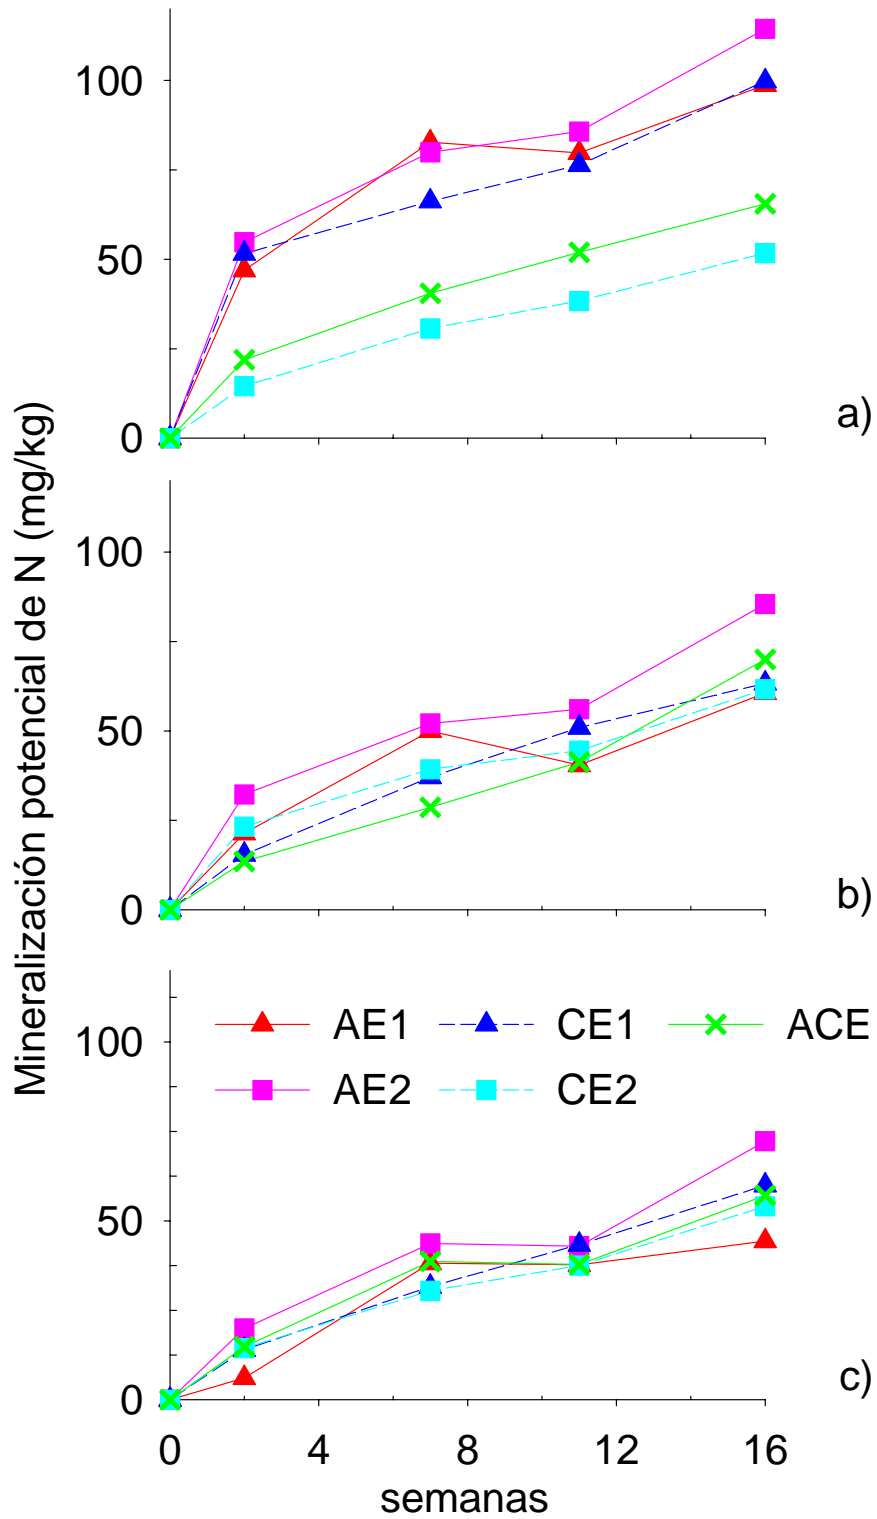 Mineralización potencial de N (mg/kg)
100
50
0
a)
100
50
0
b)
AE1 CE1 ACE
100
AE2 CE2
50
0
c)
0 4 8 12 16
semanas